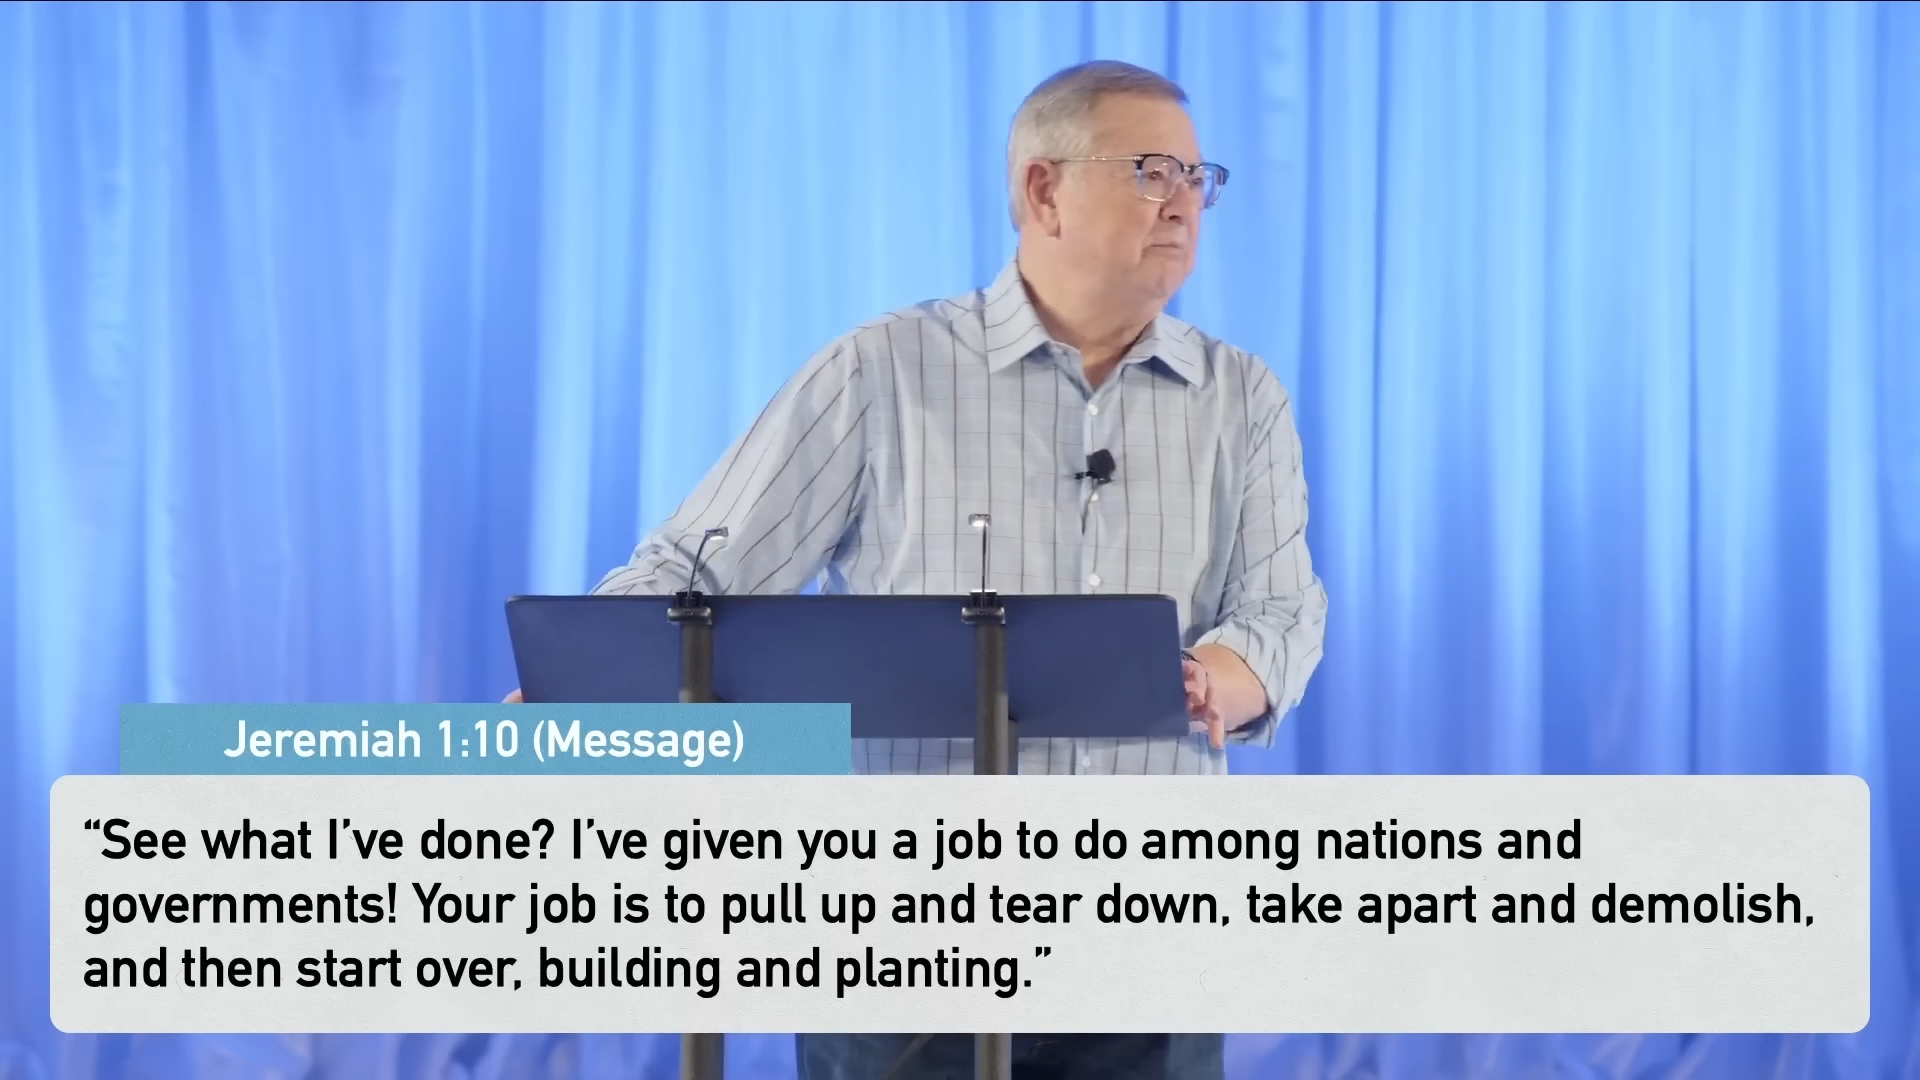 Jeremiah 1:10 (Message)
“See what I’ve done? I’ve given you a job to do among nations and
governments! Your job is to pull up and tear down, take apart and demolish,
and then start over, building and planting.”